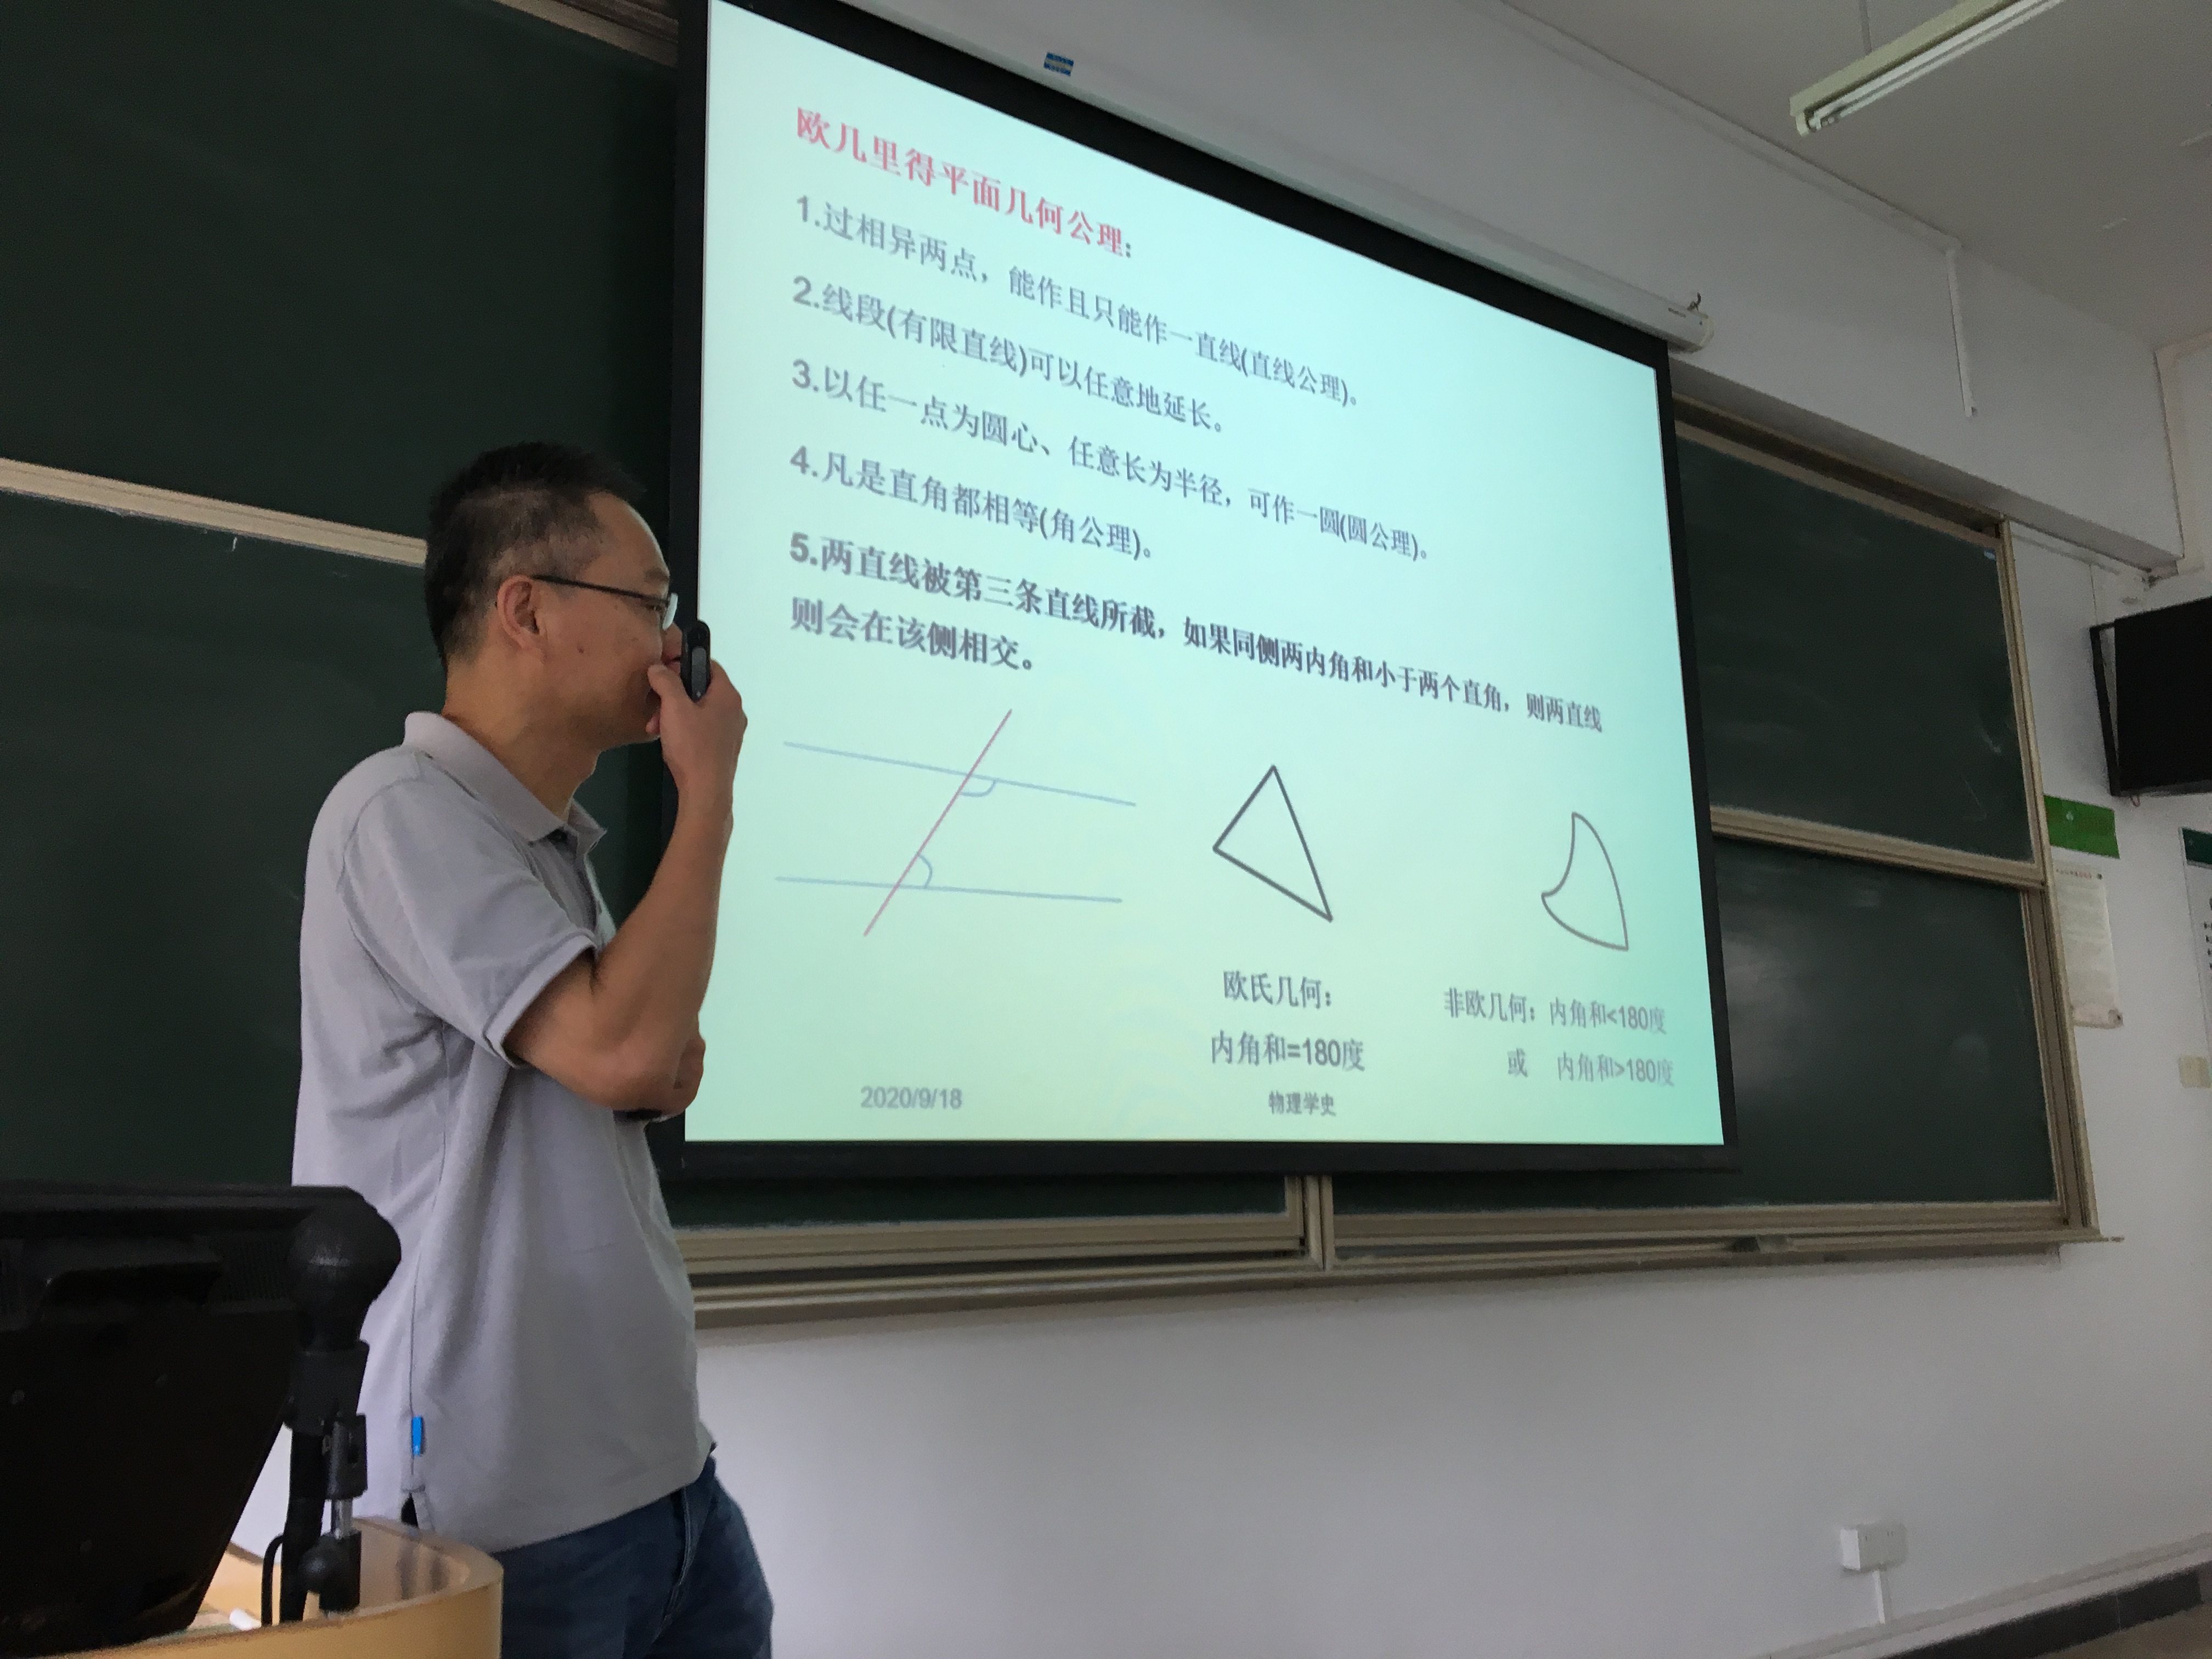 欧几里得平面几何公理:
1.过相异两点，能作且只能作一直线(直线公理)。
2.线段(有限直线)可以任意地延长。
3.以任一点为圆心、任意长为半径，可作一圆(圆公理)。
4.凡是直角都相等(角公理)。
5.两直线被第三条直线所截，如果同侧两内角和小于两个直角，则两直线
则会在该侧相交。
欧氏几何:
内角和=180度
非欧几何: 内角和<180度
或 内角和>180度
2020/9/18
物理学史